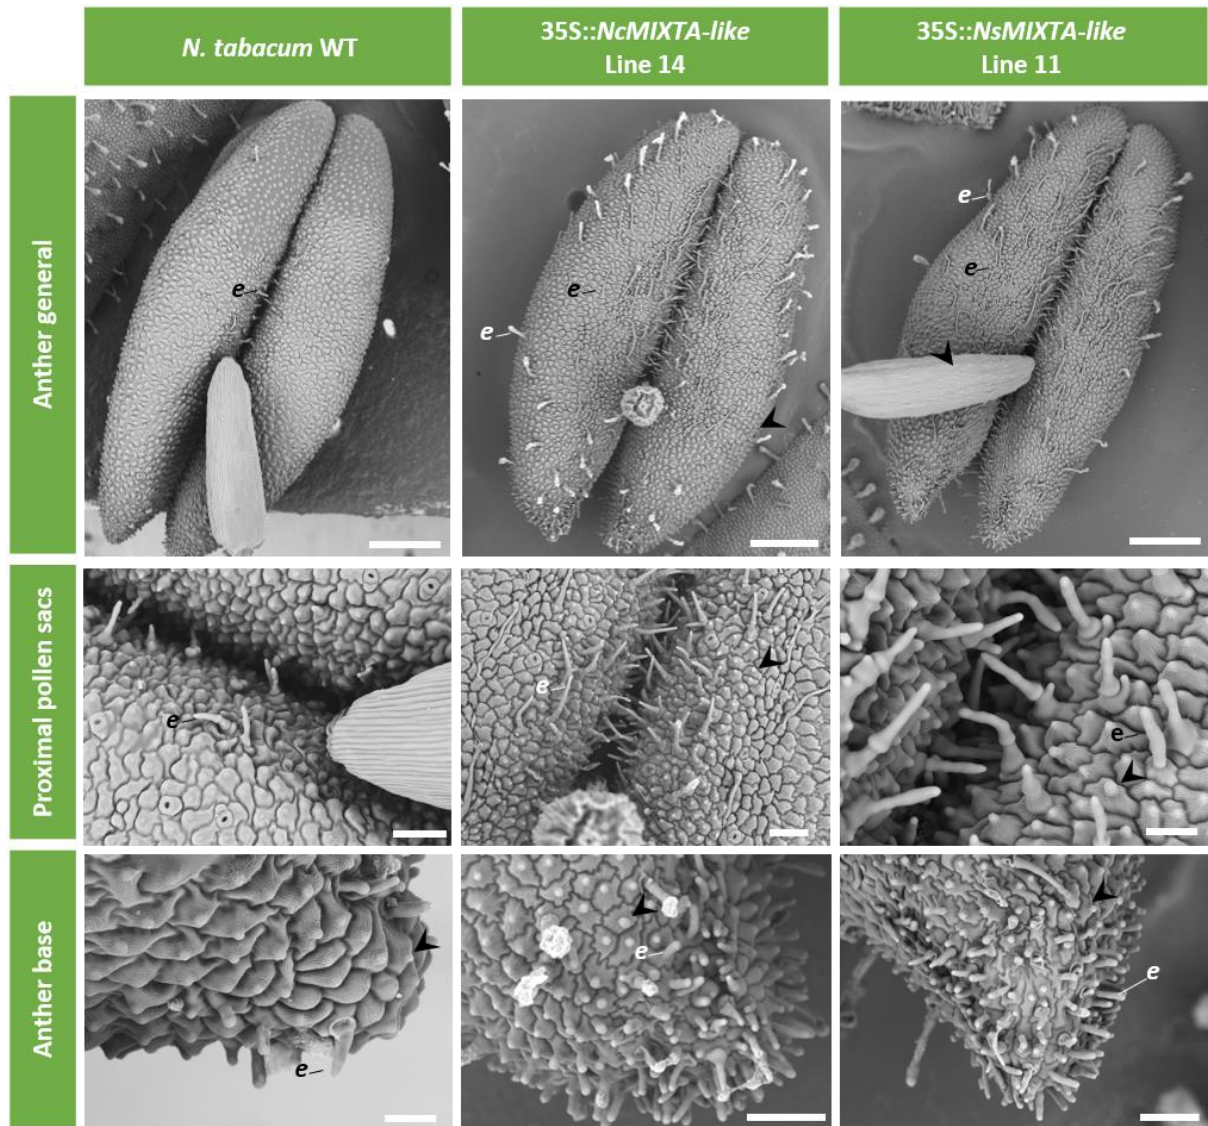 N. tabacum WT
35S::NcMIXTA-like
Line 14
35S::NsMIXTA-like
Line 11
Anther general
e
e
e
e
e
Proximal pollen sacs
e
e
e
Anther base
e
e
e